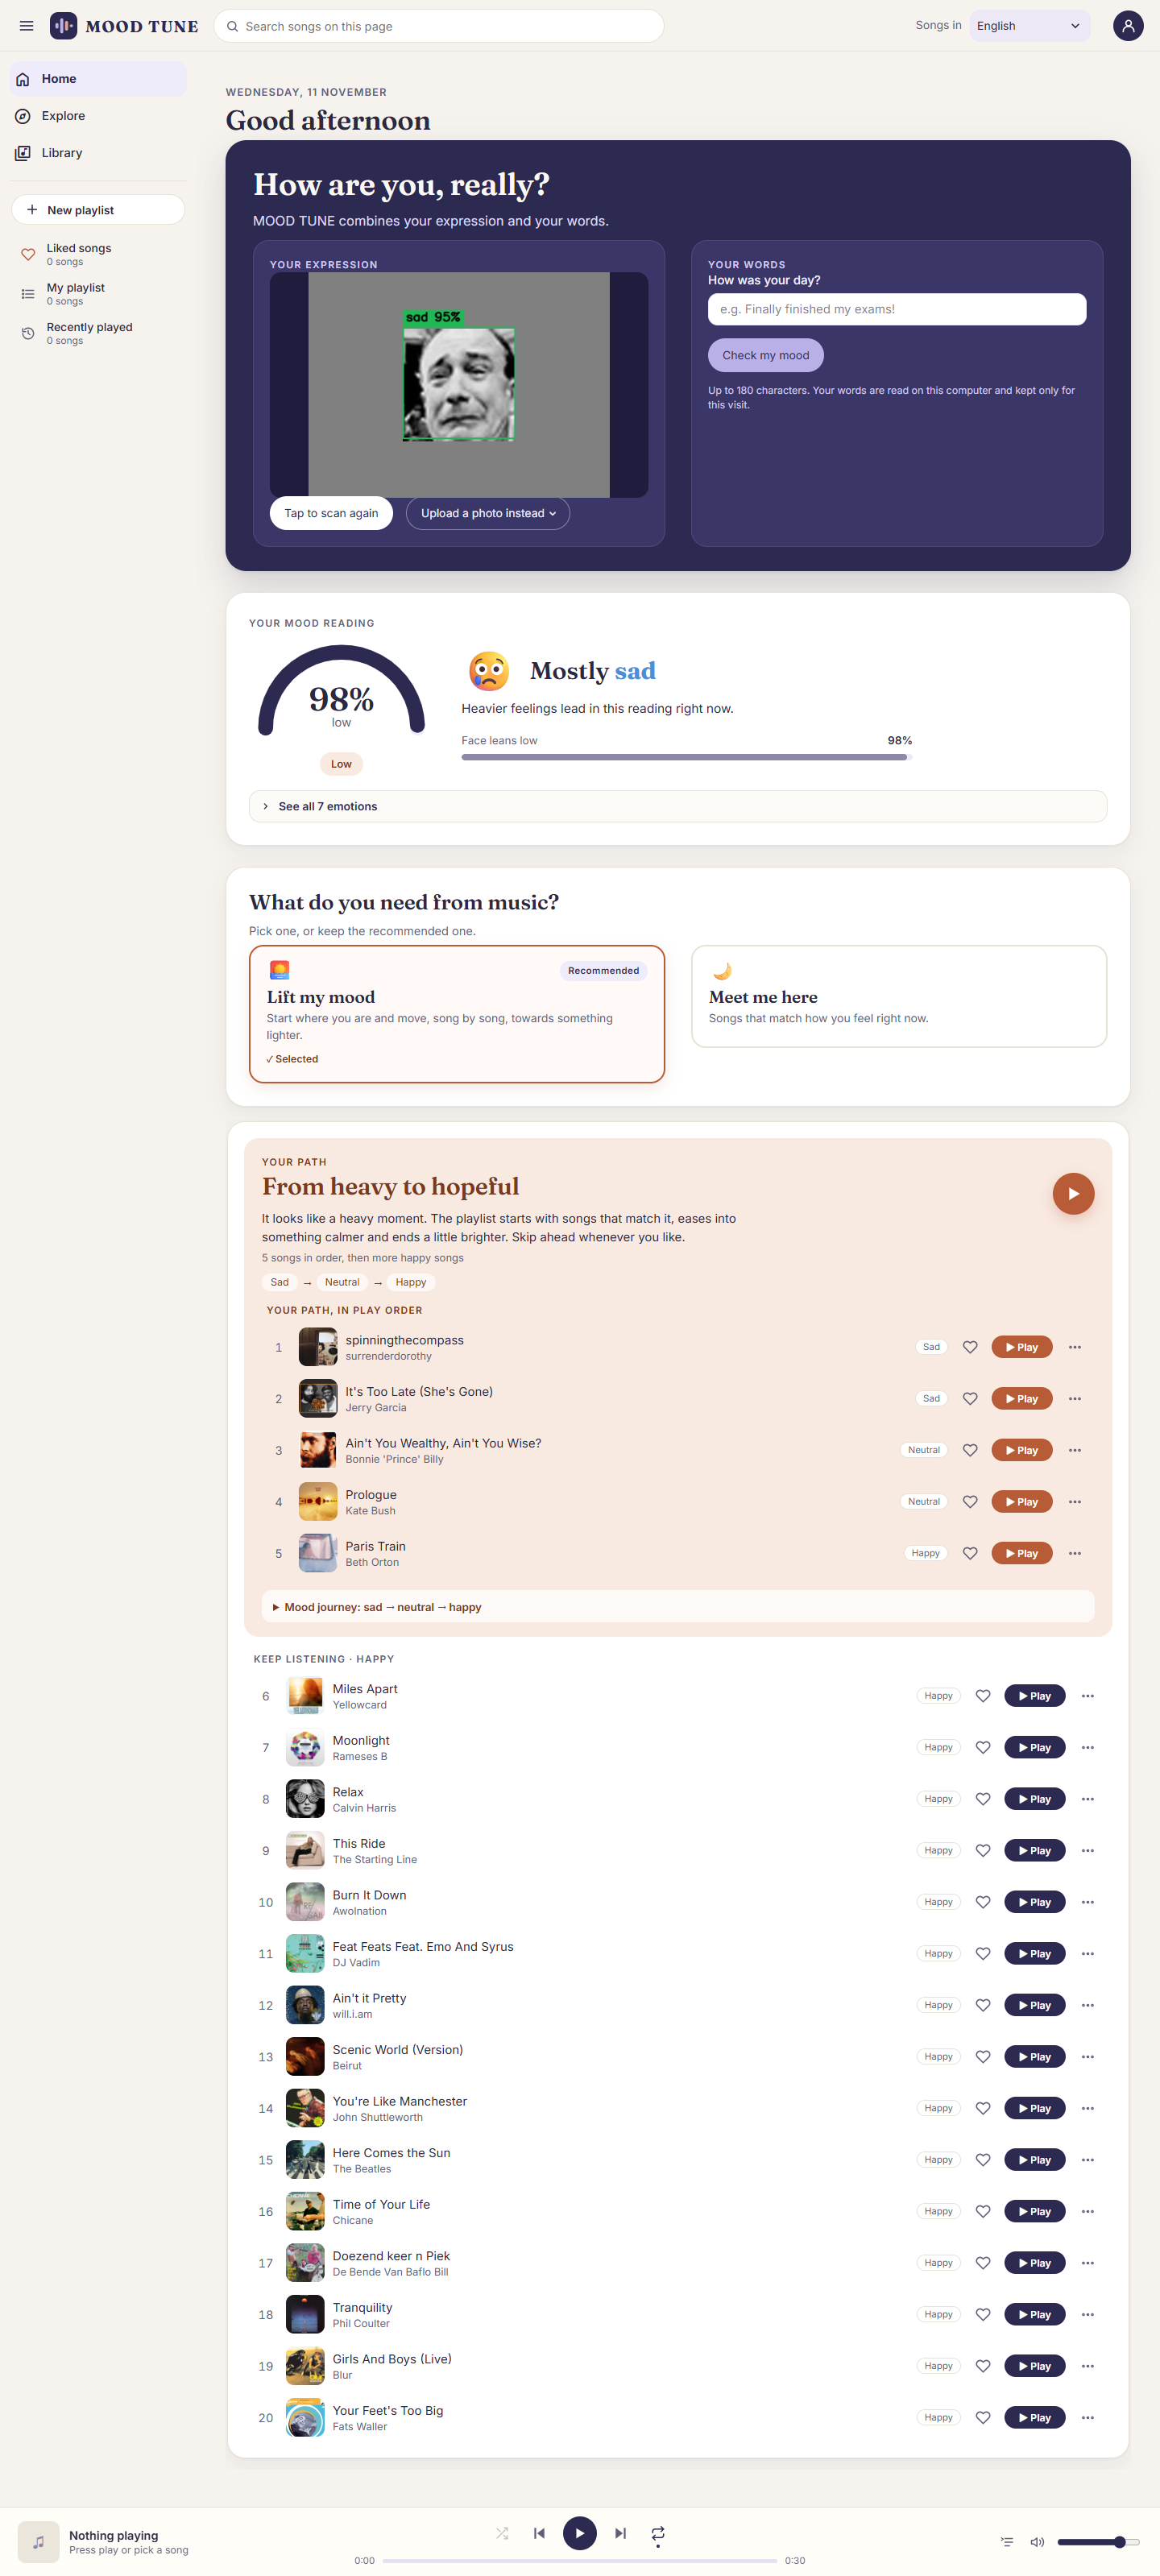 MOOD TUNE
Search songs on this page
Songs in
English
Home
Explore
Library
New playlist
Liked songs
0 songs
My playlist
0 songs
Recently played
0 songs
WEDNESDAY, 11 NOVEMBER
Good afternoon
How are you, really?
MOOD TUNE combines your expression and your words.
YOUR EXPRESSION
sad 95%
Tap to scan again
Upload a photo instead
YOUR WORDS
How was your day?
e.g. Finally finished my exams!
Check my mood
Up to 180 characters. Your words are read on this computer and kept only for
this visit.
YOUR MOOD READING
98%
low
Low
Mostly sad
Heavier feelings lead in this reading right now.
Face leans low 98%
See all 7 emotions
What do you need from music?
Pick one, or keep the recommended one.
Recommended
Lift my mood
Start where you are and move, song by song, towards something
lighter.
✓ Selected
Meet me here
Songs that match how you feel right now.
YOUR PATH
From heavy to hopeful
It looks like a heavy moment. The playlist starts with songs that match it, eases into
something calmer and ends a little brighter. Skip ahead whenever you like.
5 songs in order, then more happy songs
Sad → Neutral → Happy
YOUR PATH, IN PLAY ORDER
1 spinningthecompass Sad ▶ Play
surrenderdorothy
2 It's Too Late (She's Gone) Sad ▶ Play
Jerry Garcia
3 Ain't You Wealthy, Ain't You Wise? Neutral ▶ Play
Bonnie 'Prince' Billy
4 Prologue Neutral ▶ Play
Kate Bush
5 Paris Train Happy ▶ Play
Beth Orton
▶ Mood journey: sad → neutral → happy
KEEP LISTENING · HAPPY
6 Miles Apart Happy ▶ Play
Yellowcard
7 Moonlight Happy ▶ Play
Rameses B
8 Relax Happy ▶ Play
Calvin Harris
9 This Ride Happy ▶ Play
The Starting Line
10 Burn It Down Happy ▶ Play
Awolnation
11 Feat Feats Feat. Emo And Syrus Happy ▶ Play
DJ Vadim
12 Ain't it Pretty Happy ▶ Play
will.i.am
13 Scenic World (Version) Happy ▶ Play
Beirut
14 You're Like Manchester Happy ▶ Play
John Shuttleworth
15 Here Comes the Sun Happy ▶ Play
The Beatles
16 Time of Your Life Happy ▶ Play
Chicane
17 Doezend keer n Piek Happy ▶ Play
De Bende Van Baflo Bill
18 Tranquility Happy ▶ Play
Phil Coulter
19 Girls And Boys (Live) Happy ▶ Play
Blur
20 Your Feet's Too Big Happy ▶ Play
Fats Waller
Nothing playing
Press play or pick a song
0:00 0:30